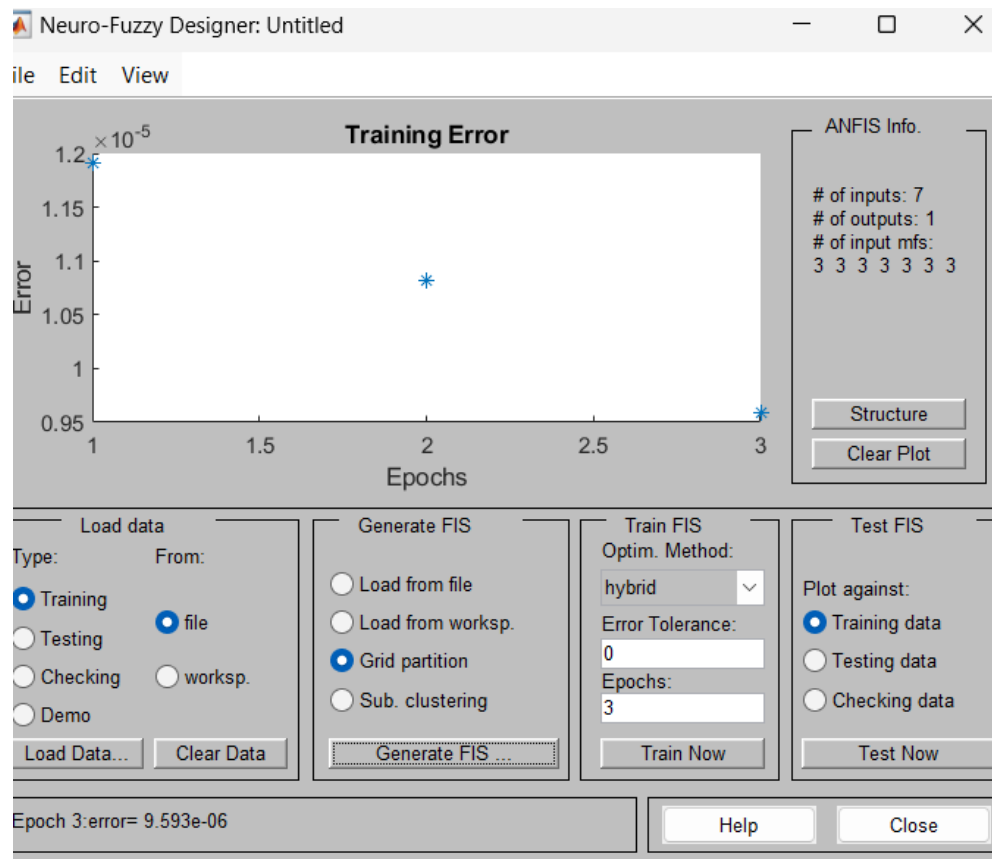 Neuro-Fuzzy Designer: Untitled
ile Edit View
Training Error
×10-5
1.2
1.15
1.1
1.05
1
0.95
Error
1 1.5 2 2.5 3
Epochs
ANFIS Info.
# of inputs: 7
# of outputs: 1
# of input mfs:
3 3 3 3 3 3 3
Structure
Clear Plot
Load data
Type: From:
Training
file
Testing
Checking
worksp.
Demo
Load Data... Clear Data
Generate FIS
Load from file
Load from worksp.
Grid partition
Sub. clustering
Generate FIS ...
Train FIS
Optim. Method:
hybrid
Error Tolerance:
0
Epochs:
3
Train Now
Test FIS
Plot against:
Training data
Testing data
Checking data
Test Now
Epoch 3:error= 9.593e-06
Help Close